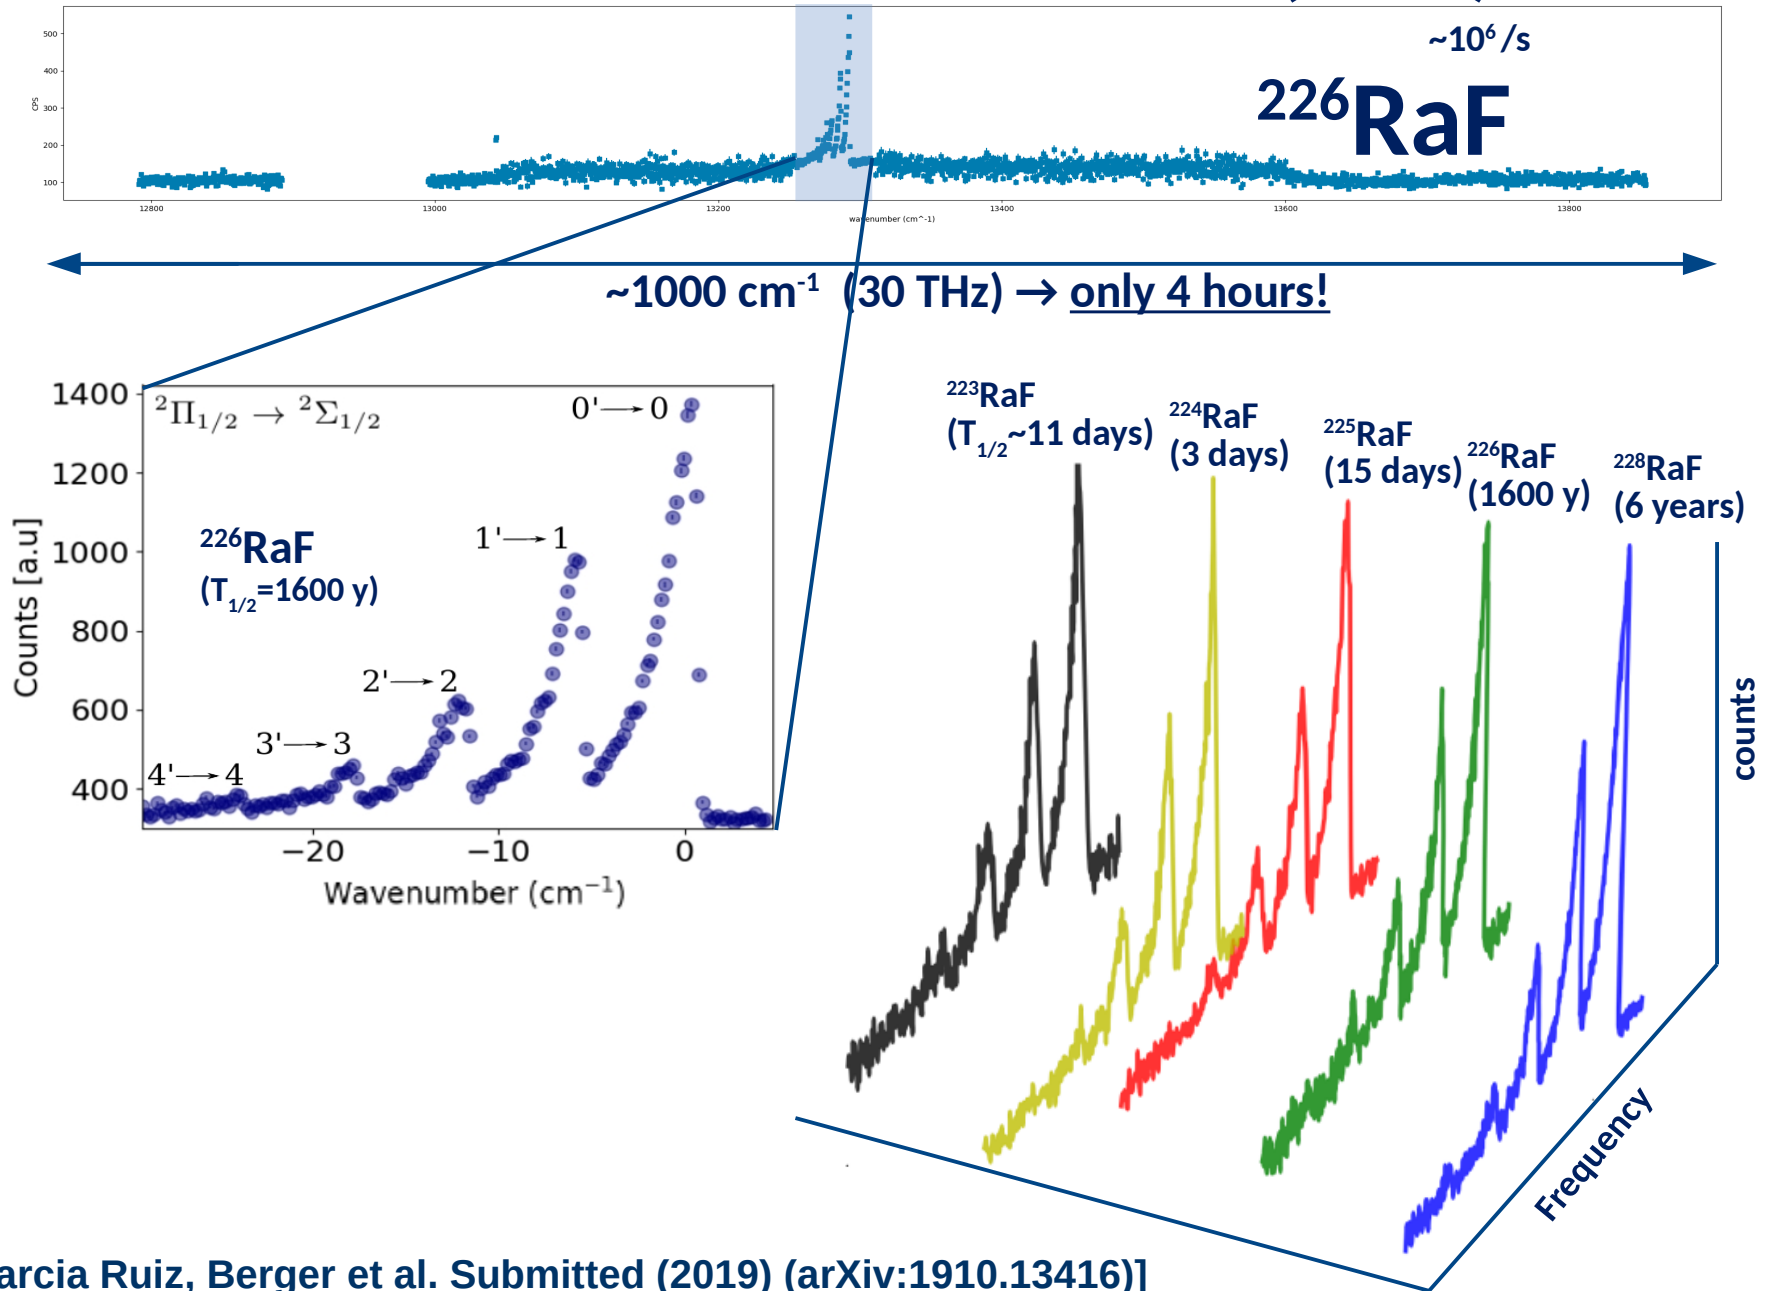 ~10⁶/s
²²⁶RaF
500
400
300
200
100
CPS
12800 13000 13200 13400 13600 13800
wavenumber (cm^-1)
~1000 cm⁻¹ (30 THz) → only 4 hours!
1400
1200
1000
800
600
400
Counts [a.u]
²Π₁/₂ → ²Σ₁/₂
0'→0
1'→1
2'→2
3'→3
4'→4
²²⁶RaF
(T₁/₂=1600 y)
−20 −10 0
Wavenumber (cm⁻¹)
²²³RaF
(T₁/₂~11 days)
²²⁴RaF
(3 days)
²²⁵RaF
(15 days)
²²⁶RaF
(1600 y)
²²⁸RaF
(6 years)
counts
Frequency
arcia Ruiz, Berger et al. Submitted (2019) (arXiv:1910.13416)]